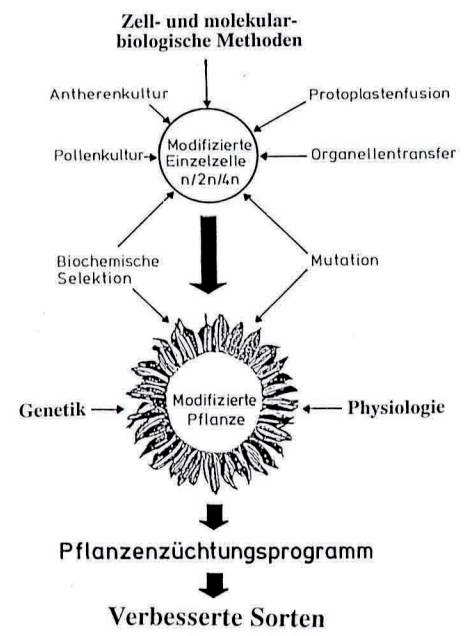 Zell- und molekular-
biologische Methoden
Antherenkultur
Protoplastenfusion
Pollenkultur
Modifizierte
Einzelzelle
n/2n/4n
Organellentransfer
Biochemische
Selektion
Mutation
Genetik
Modifizierte
Pflanze
Physiologie
Pflanzenzüchtungsprogramm
Verbesserte Sorten